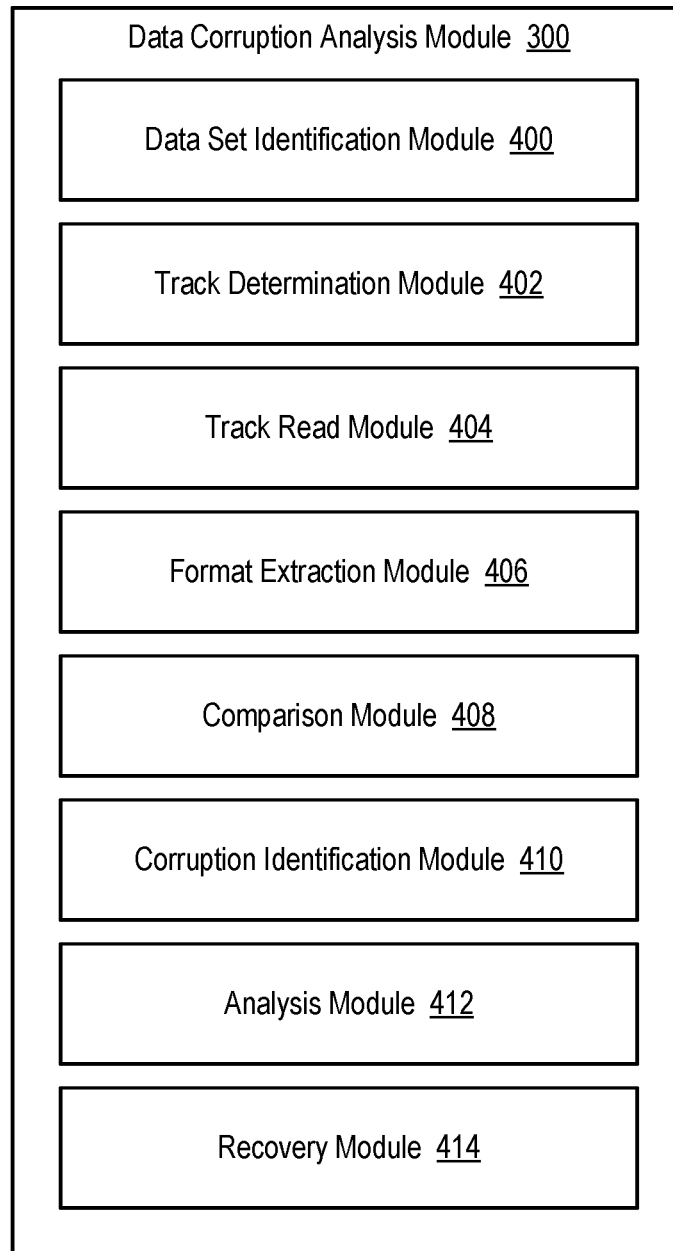 Data Corruption Analysis Module 300
Data Set Identification Module 400
Track Determination Module 402
Track Read Module 404
Format Extraction Module 406
Comparison Module 408
Corruption Identification Module 410
Analysis Module 412
Recovery Module 414